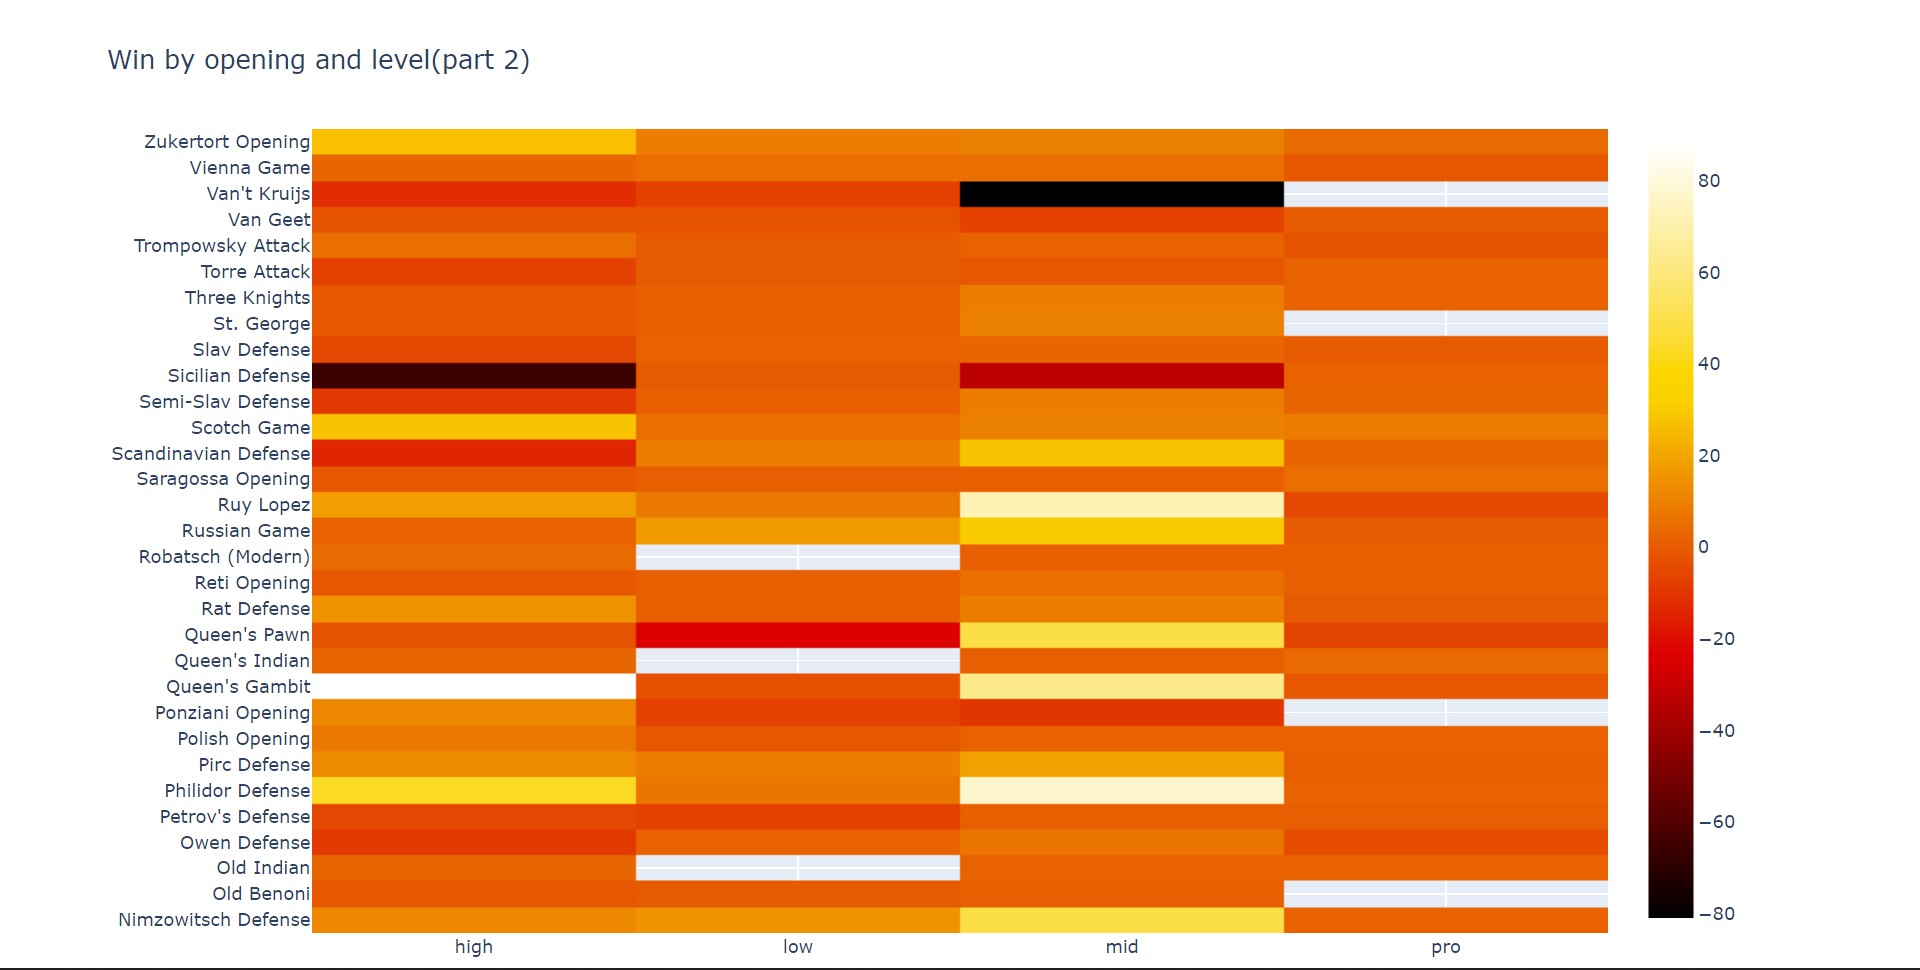 Win by opening and level(part 2)
Zukertort Opening
Vienna Game
Van't Kruijs
Van Geet
Trompowsky Attack
Torre Attack
Three Knights
St. George
Slav Defense
Sicilian Defense
Semi-Slav Defense
Scotch Game
Scandinavian Defense
Saragossa Opening
Ruy Lopez
Russian Game
Robatsch (Modern)
Reti Opening
Rat Defense
Queen's Pawn
Queen's Indian
Queen's Gambit
Ponziani Opening
Polish Opening
Pirc Defense
Philidor Defense
Petrov's Defense
Owen Defense
Old Indian
Old Benoni
Nimzowitsch Defense
high low mid pro
80
60
40
20
0
−20
−40
−60
−80